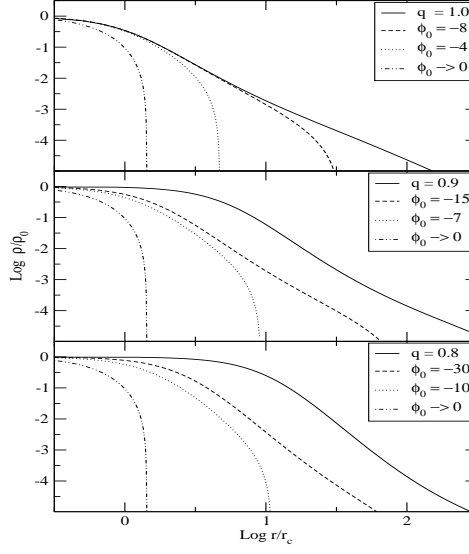 0
-1
-2
-3
-4
q = 1.0
ϕ₀ = −8
ϕ₀ = −4
ϕ₀ −> 0
0
-1
-2
-3
-4
q = 0.9
ϕ₀ = −15
ϕ₀ = −7
ϕ₀ −> 0
Log ρ/ρ₀
0
-1
-2
-3
-4
q = 0.8
ϕ₀ = −30
ϕ₀ = −10
ϕ₀ −> 0
0 1 2
Log r/r_c